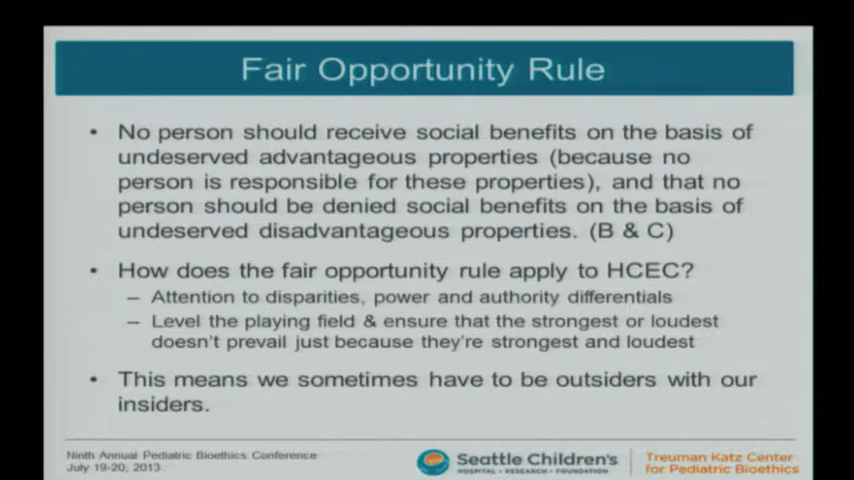 Fair Opportunity Rule
• No person should receive social benefits on the basis of
undeserved advantageous properties (because no
person is responsible for these properties), and that no
person should be denied social benefits on the basis of
undeserved disadvantageous properties. (B & C)
• How does the fair opportunity rule apply to HCEC?
– Attention to disparities, power and authority differentials
– Level the playing field & ensure that the strongest or loudest
doesn't prevail just because they're strongest and loudest
• This means we sometimes have to be outsiders with our
insiders.
Ninth Annual Pediatric Bioethics Conference
July 19-20, 2013
Seattle Children's
HOSPITAL • RESEARCH • FOUNDATION
Treuman Katz Center
for Pediatric Bioethics